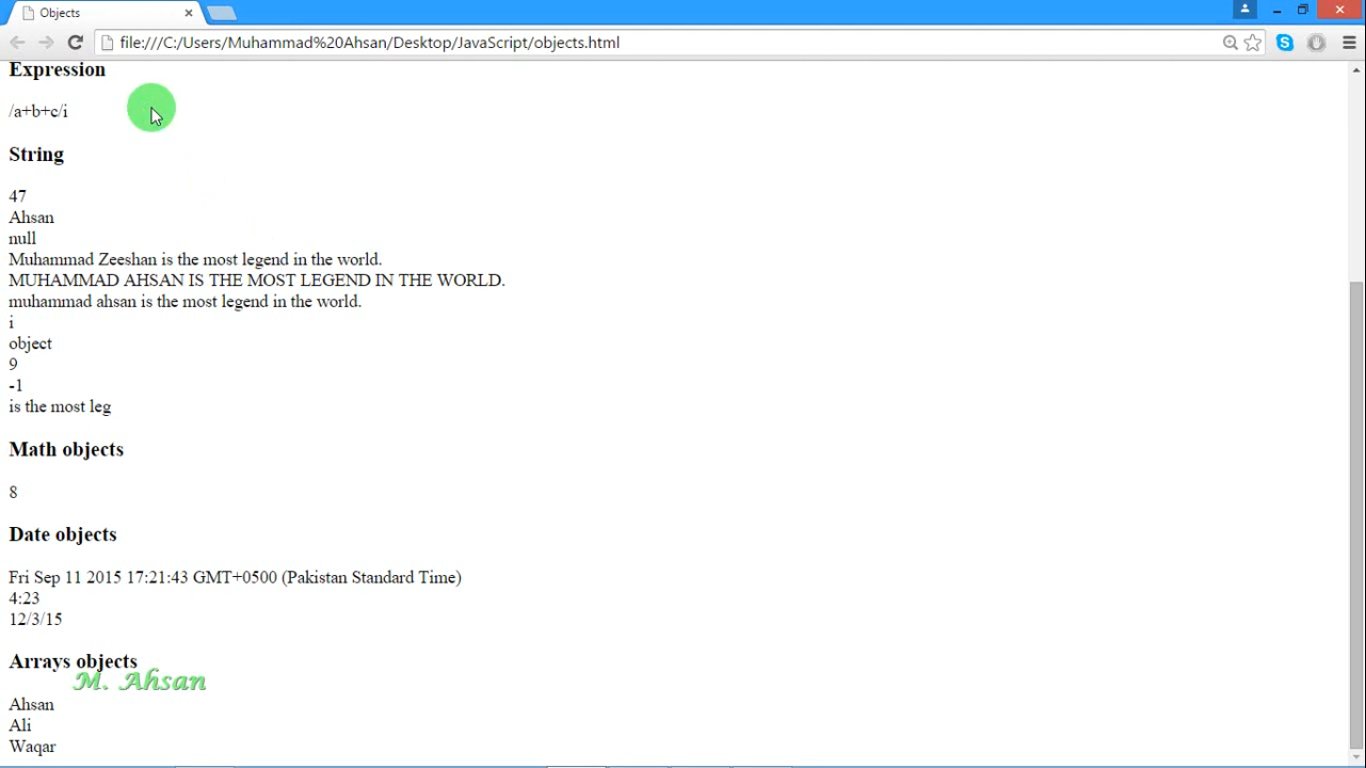 Objects
file:///C:/Users/Muhammad%20Ahsan/Desktop/JavaScript/objects.html
Expression
/a+b+c/i
String
47
Ahsan
null
Muhammad Zeeshan is the most legend in the world.
MUHAMMAD AHSAN IS THE MOST LEGEND IN THE WORLD.
muhammad ahsan is the most legend in the world.
i
object
9
-1
is the most leg
Math objects
8
Date objects
Fri Sep 11 2015 17:21:43 GMT+0500 (Pakistan Standard Time)
4:23
12/3/15
Arrays objects
M. Ahsan
Ahsan
Ali
Waqar